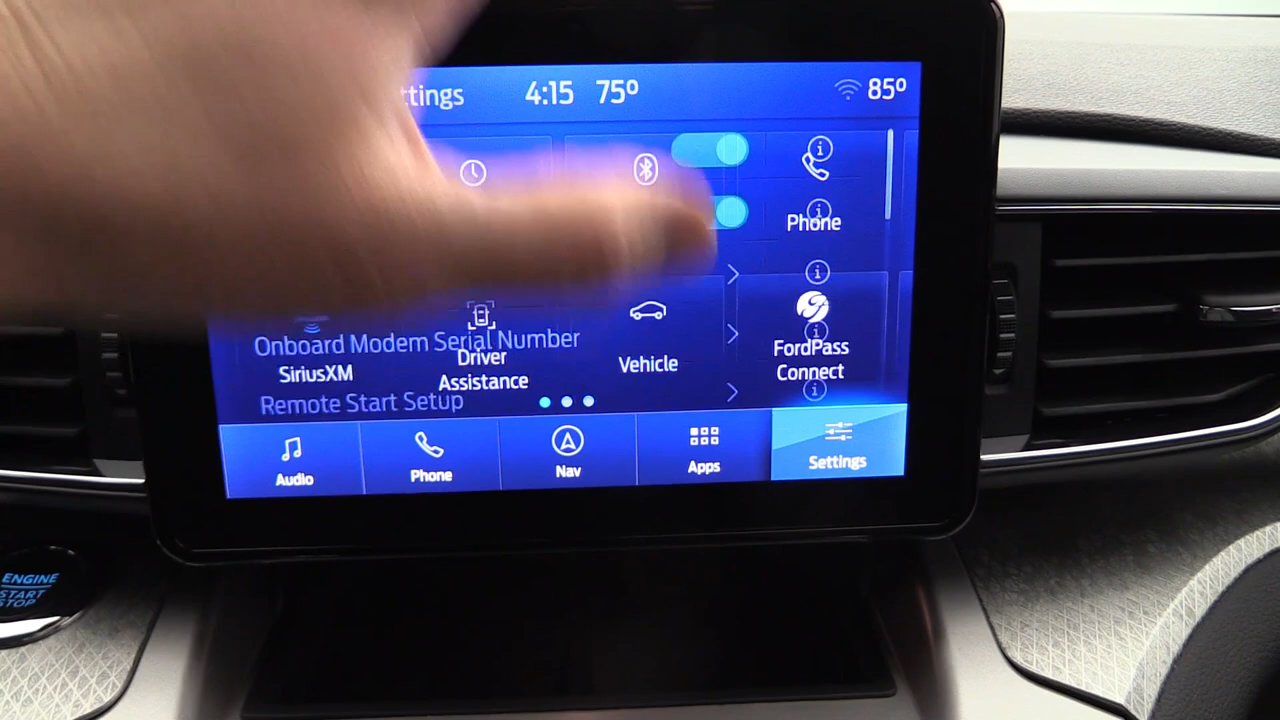 ttings 4:15 75° 85°
Phone
Onboard Modem Serial Number
SiriusXM
Driver
Assistance
Vehicle
FordPass
Connect
Remote Start Setup
Audio Phone Nav Apps Settings
ENGINE
START
STOP